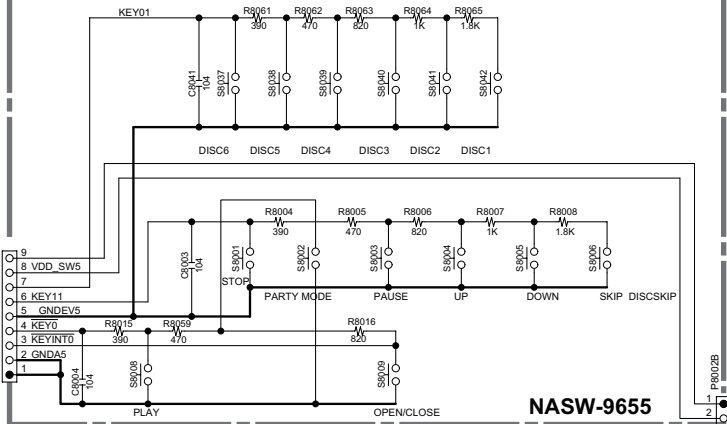 KEY01
R8061 R8062 R8063 R8064 R8065
390 470 820 1K 1.8K
C8041 104 S8037 S8038 S8039 S8040 S8041 S8042
DISC6 DISC5 DISC4 DISC3 DISC2 DISC1
R8004 R8005 R8006 R8007 R8008
390 470 820 1K 1.8K
C8003 104 S8001 S8002 S8003 S8004 S8005 S8006
STOP
PARTY MODE PAUSE UP DOWN SKIP DISCSKIP
9
8 VDD_SW5
7
6 KEY11
5 GNDEV5
4 KEY0
3 KEYINT0
2 GNDA5
1
R8015 R8059 R8016
390 470 820
C8004 104 S8008 S8009
PLAY OPEN/CLOSE
NASW-9655
P8002B
1
2